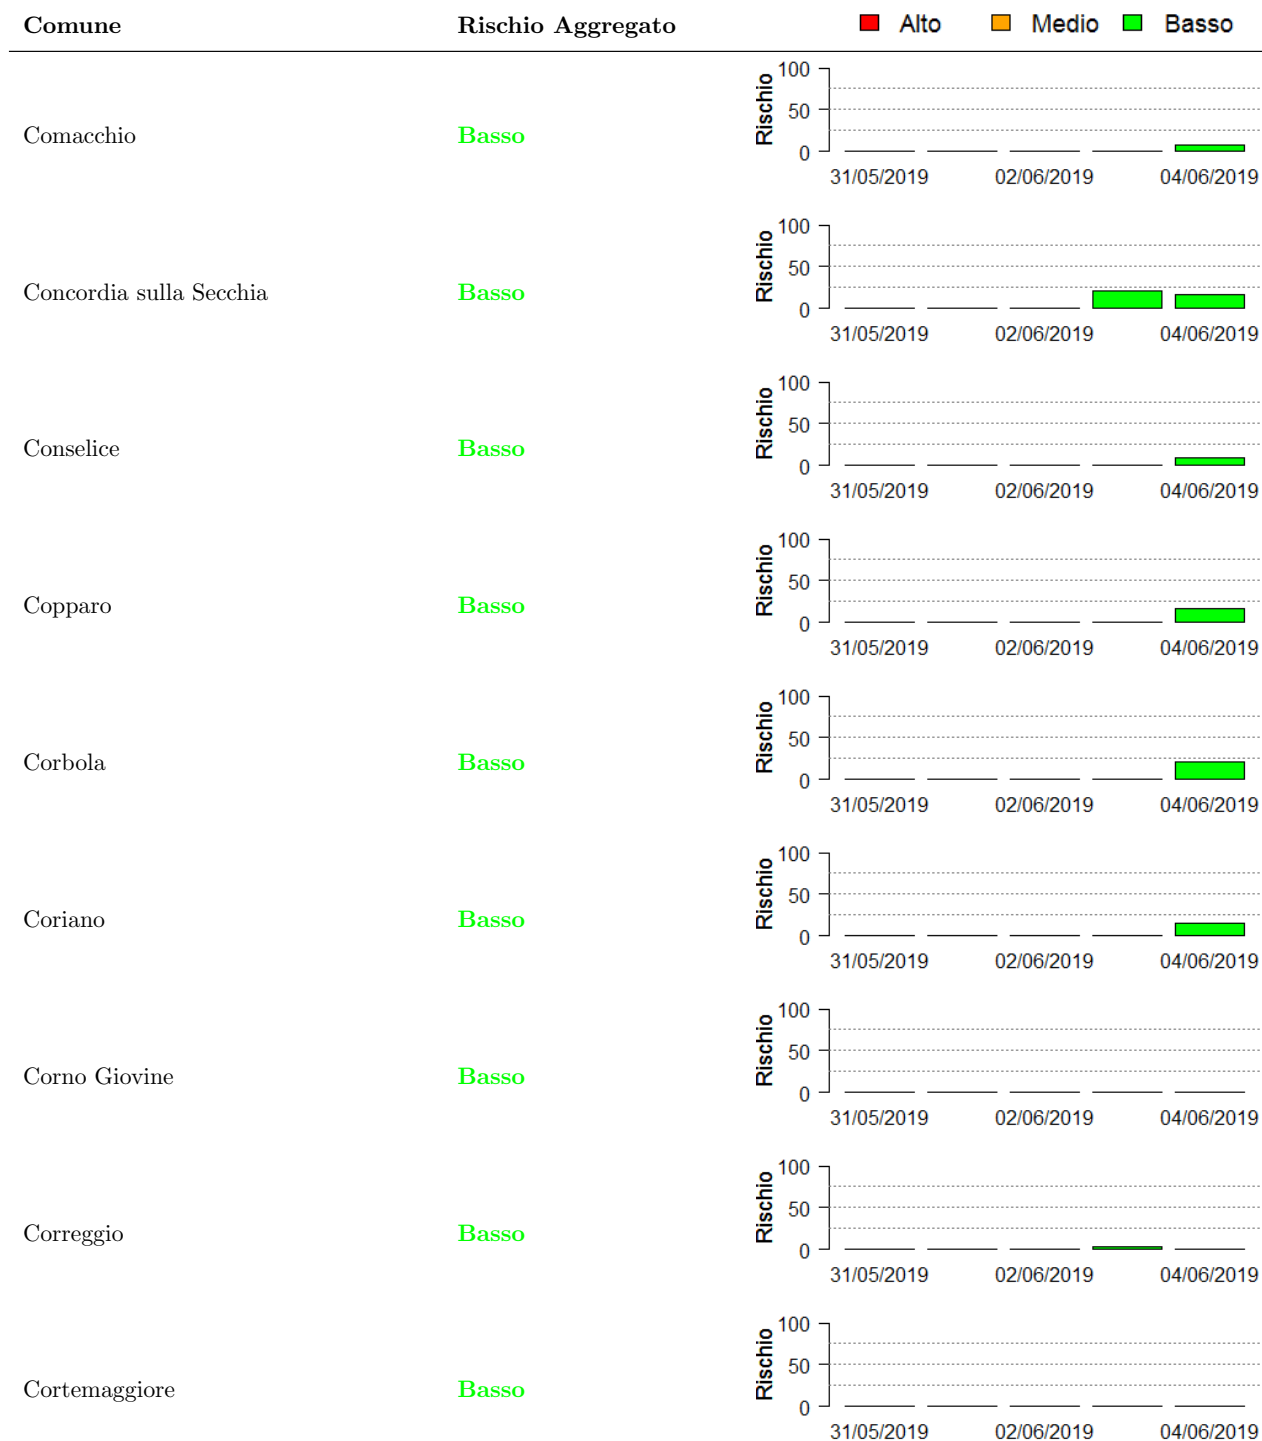 Comune Rischio Aggregato Alto Medio Basso
100
Rischio
50
Comacchio Basso
0
31/05/2019 02/06/2019 04/06/2019
100
Rischio
50
Concordia sulla Secchia Basso
0
31/05/2019 02/06/2019 04/06/2019
100
Rischio
50
Conselice Basso
0
31/05/2019 02/06/2019 04/06/2019
100
Rischio
50
Copparo Basso
0
31/05/2019 02/06/2019 04/06/2019
100
Rischio
50
Corbola Basso
0
31/05/2019 02/06/2019 04/06/2019
100
Rischio
50
Coriano Basso
0
31/05/2019 02/06/2019 04/06/2019
100
Rischio
50
Corno Giovine Basso
0
31/05/2019 02/06/2019 04/06/2019
100
Rischio
50
Correggio Basso
0
31/05/2019 02/06/2019 04/06/2019
100
Rischio
50
Cortemaggiore Basso
0
31/05/2019 02/06/2019 04/06/2019